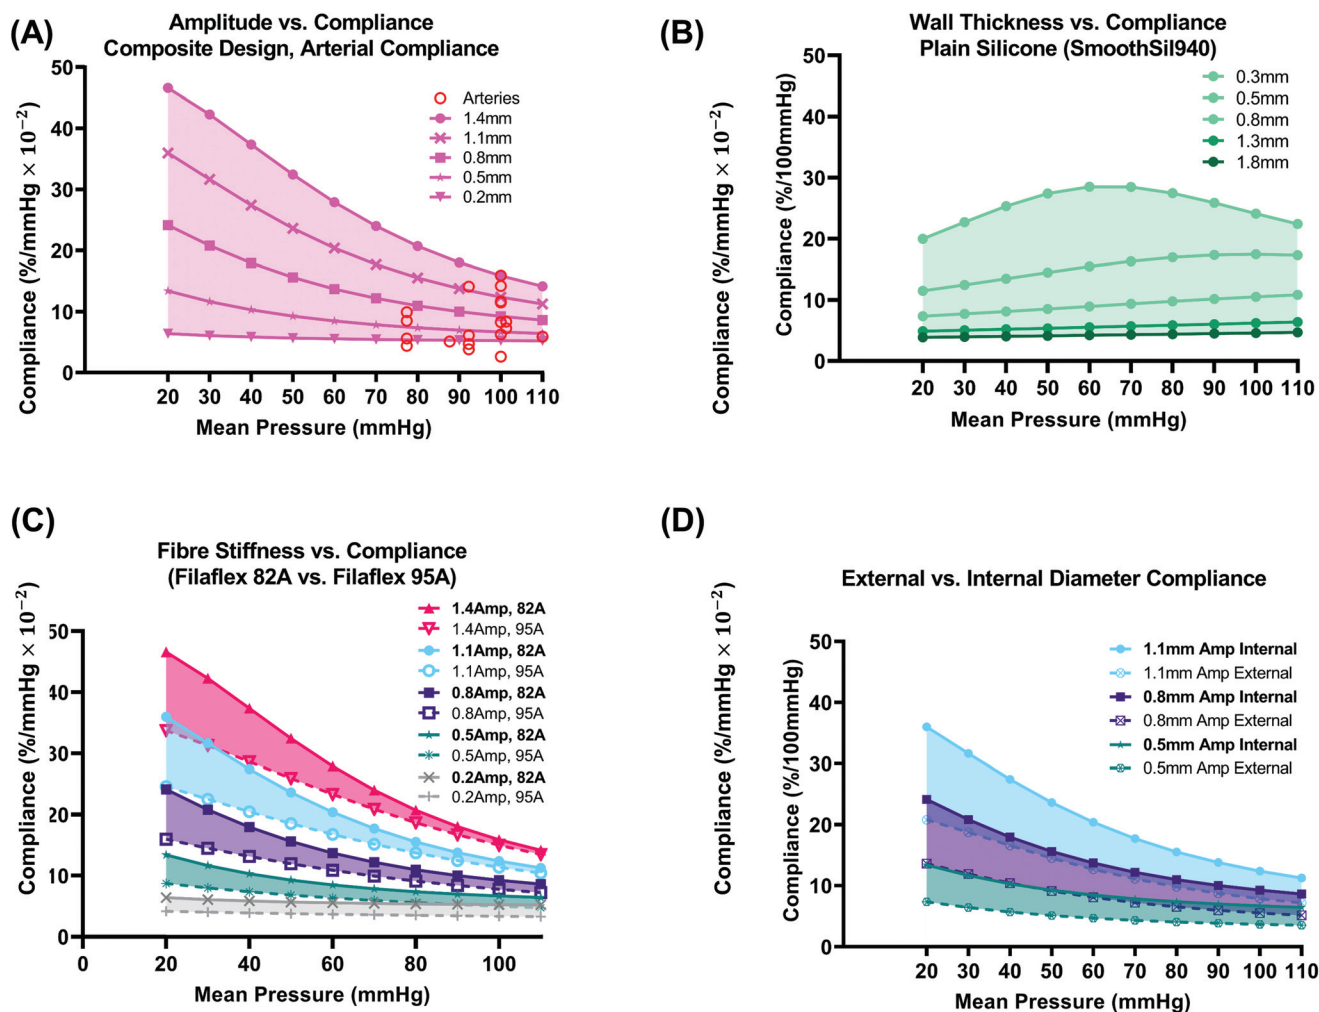 (A)
Amplitude vs. Compliance
Composite Design, Arterial Compliance
Compliance (%/mmHg × 10⁻²)
50
40
30
20
10
0
Arteries
1.4mm
1.1mm
0.8mm
0.5mm
0.2mm
20 30 40 50 60 70 80 90 100 110
Mean Pressure (mmHg)
(B)
Wall Thickness vs. Compliance
Plain Silicone (SmoothSil940)
Compliance (%/mmHg × 10⁻²)
Compliance (%/100mmHg)
50
40
30
20
10
0
0.3mm
0.5mm
0.8mm
1.3mm
1.8mm
20 30 40 50 60 70 80 90 100 110
Mean Pressure (mmHg)
(C)
Fibre Stiffness vs. Compliance
(Filaflex 82A vs. Filaflex 95A)
Compliance (%/mmHg × 10⁻²)
50
40
30
20
10
0
1.4Amp, 82A
1.4Amp, 95A
1.1Amp, 82A
1.1Amp, 95A
0.8Amp, 82A
0.8Amp, 95A
0.5Amp, 82A
0.5Amp, 95A
0.2Amp, 82A
0.2Amp, 95A
0 20 40 60 80 100
Mean Pressure (mmHg)
(D)
External vs. Internal Diameter Compliance
Compliance (%/mmHg × 10⁻²)
Compliance (%/100mmHg)
50
40
30
20
10
0
1.1mm Amp Internal
1.1mm Amp External
0.8mm Amp Internal
0.8mm Amp External
0.5mm Amp Internal
0.5mm Amp External
20 30 40 50 60 70 80 90 100 110
Mean Pressure (mmHg)